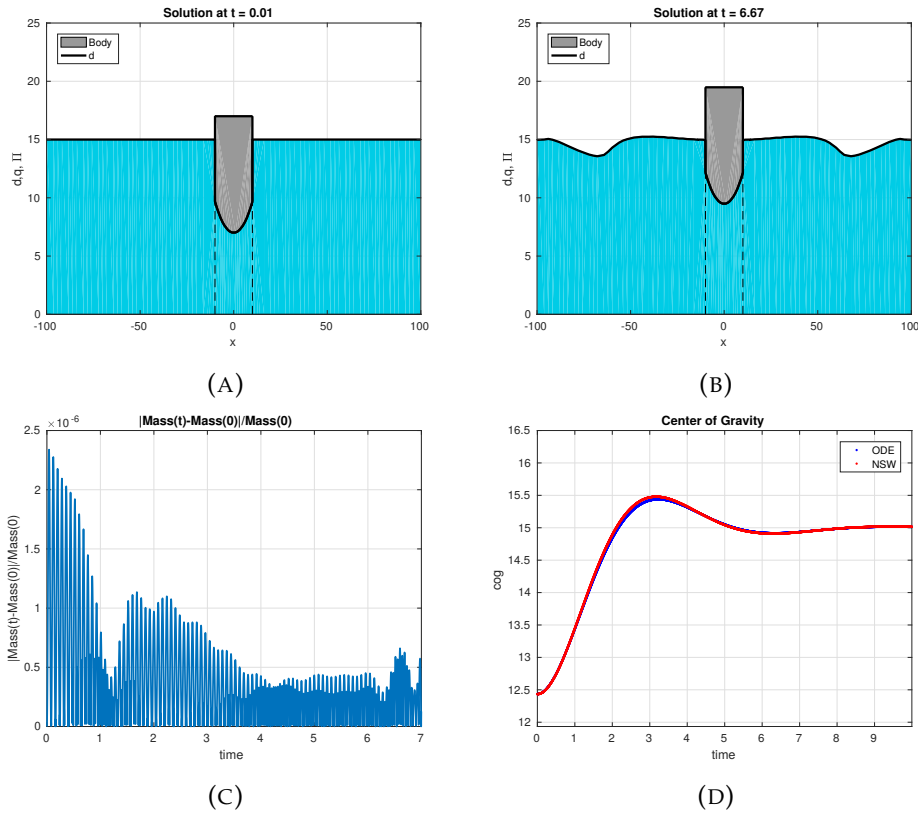 Solution at t = 0.01
Body
d
25
20
15
10
5
0
d,q, Π
-100
-50
0
50
100
x
(A)
Solution at t = 6.67
Body
d
25
20
15
10
5
0
d,q, Π
-100
-50
0
50
100
x
(B)
|Mass(t)-Mass(0)|/Mass(0)
×10⁻⁶
2.5
2
1.5
1
0.5
0
|Mass(t)-Mass(0)|/Mass(0)
0
1
2
3
4
5
6
7
time
(C)
Center of Gravity
ODE
NSW
16.5
16
15.5
15
14.5
14
13.5
13
12.5
12
cog
0
1
2
3
4
5
6
7
8
9
time
(D)